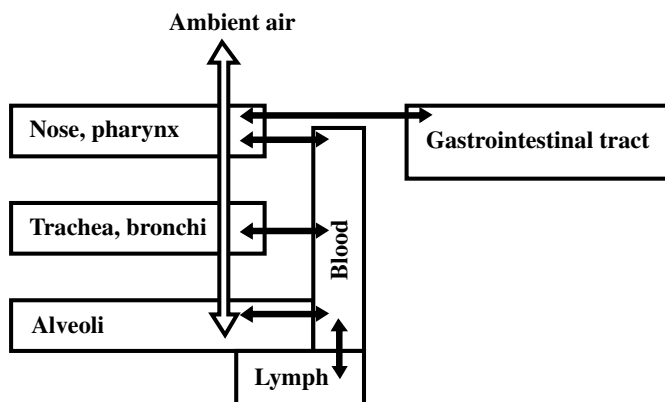 Ambient air
Nose, pharynx
Gastrointestinal tract
Trachea, bronchi
Blood
Alveoli
Lymph